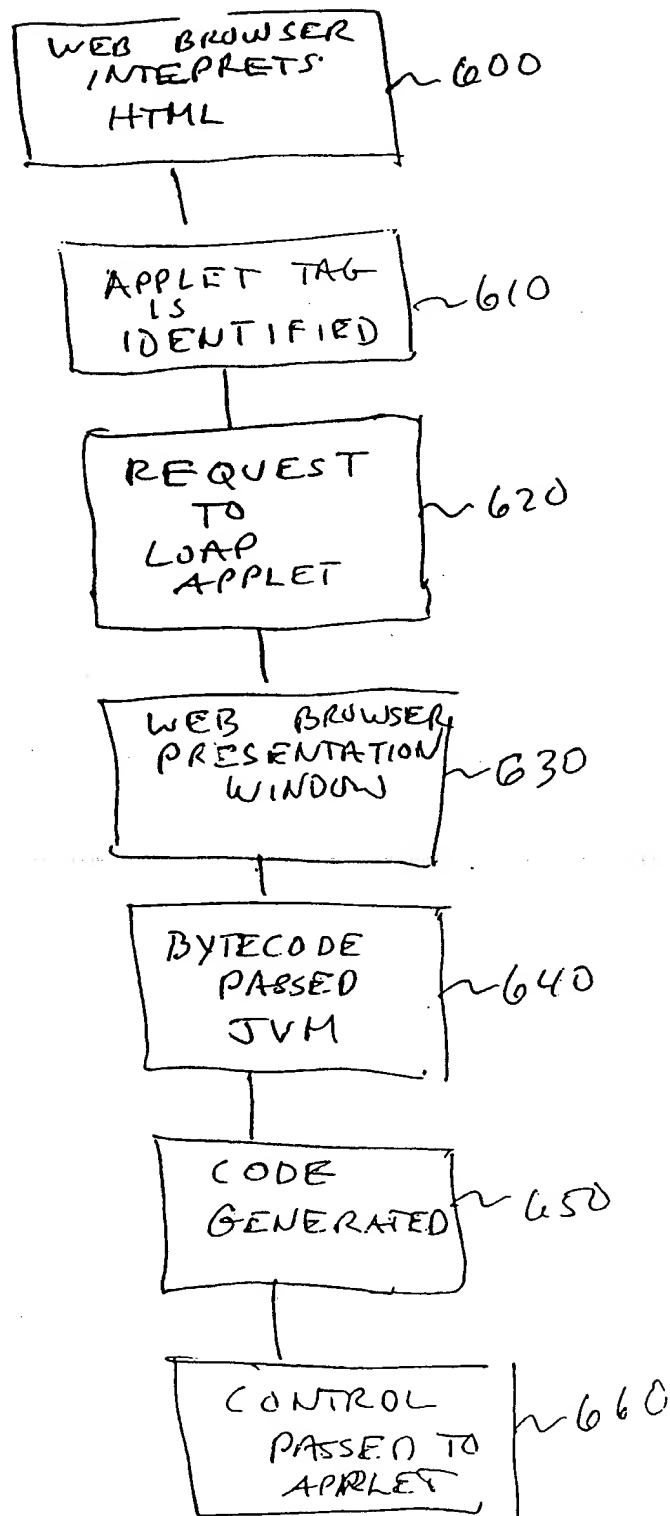 WEB BROWSER
INTEPRETS
HTML
600
APPLET TAG
IS
IDENTIFIED
610
REQUEST
TO
LOAD
APPLET
620
WEB BROWSER
PRESENTATION
WINDOW
630
BYTECODE
PASSED
JVM
640
CODE
GENERATED
650
CONTROL
PASSED TO
APPLET
660